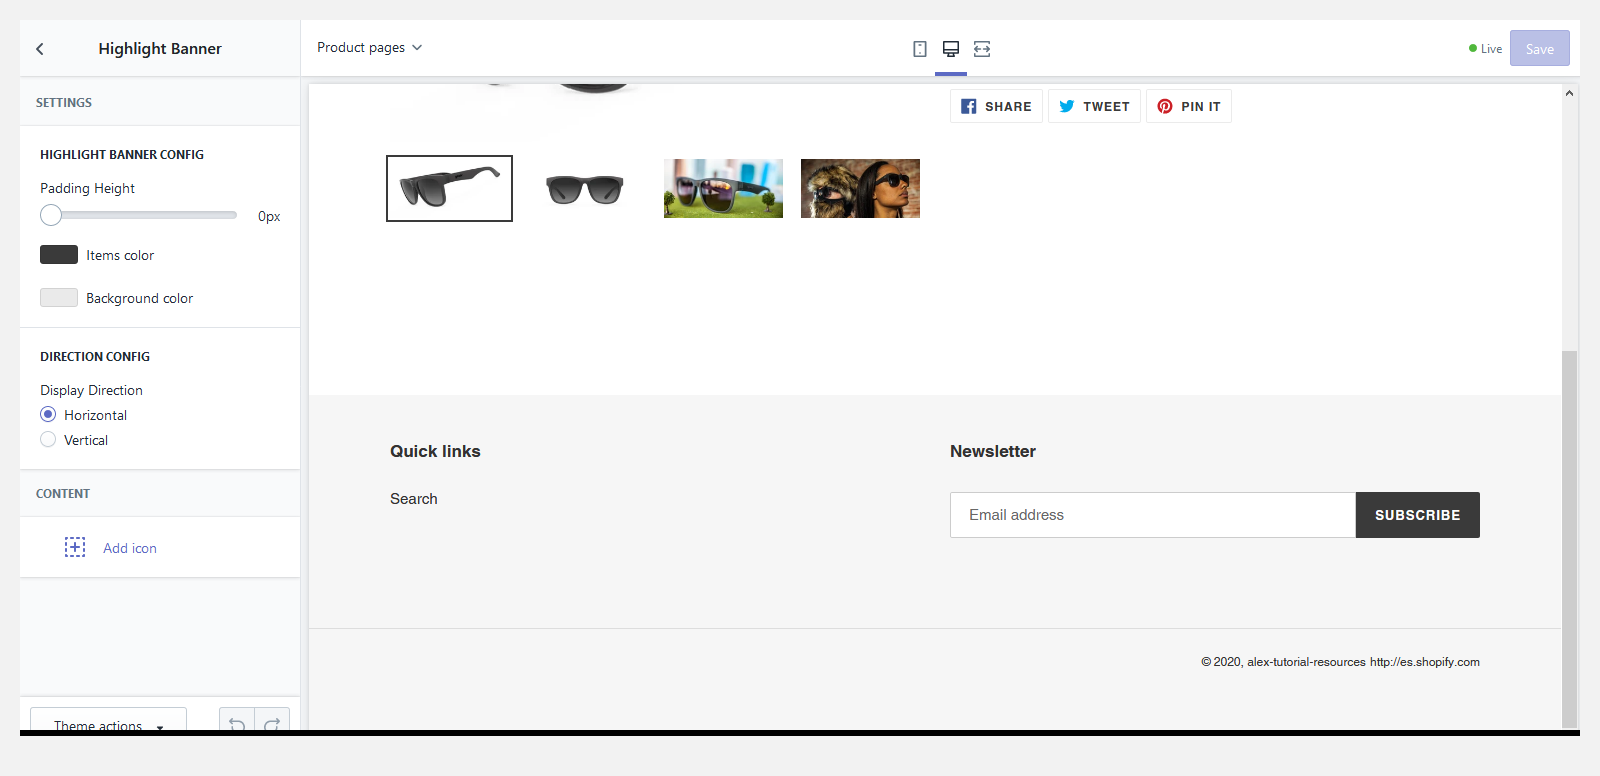 Highlight Banner
Product pages
Live
Save
SETTINGS
HIGHLIGHT BANNER CONFIG
Padding Height
0px
Items color
Background color
DIRECTION CONFIG
Display Direction
Horizontal
Vertical
CONTENT
Add icon
Theme actions
SHARE
TWEET
PIN IT
Quick links
Search
Newsletter
Email address
SUBSCRIBE
© 2020, alex-tutorial-resources http://es.shopify.com